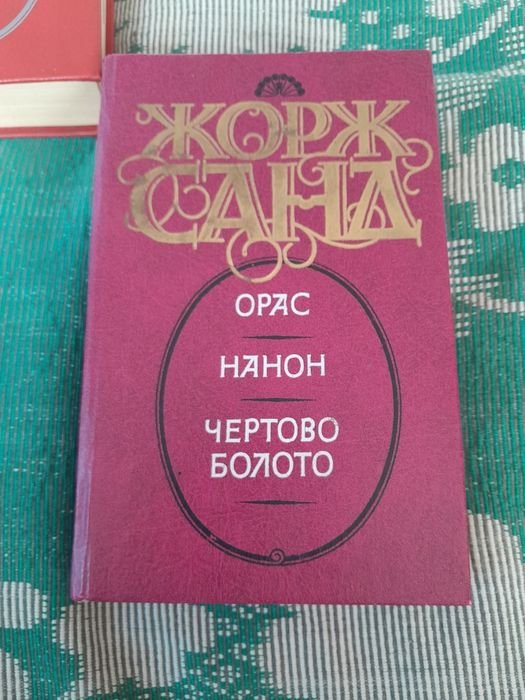 ЖОРЖ
САНД
ОРАС
НАНОН
ЧЕРТОВО
БОЛОТО